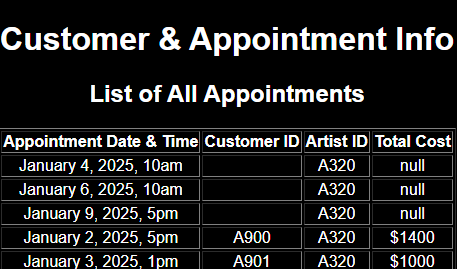 Customer & Appointment Info
List of All Appointments
Appointment Date & Time Customer ID Artist ID Total Cost
January 4, 2025, 10am A320 null
January 6, 2025, 10am A320 null
January 9, 2025, 5pm A320 null
January 2, 2025, 5pm A900 A320 $1400
January 3, 2025, 1pm A901 A320 $1000